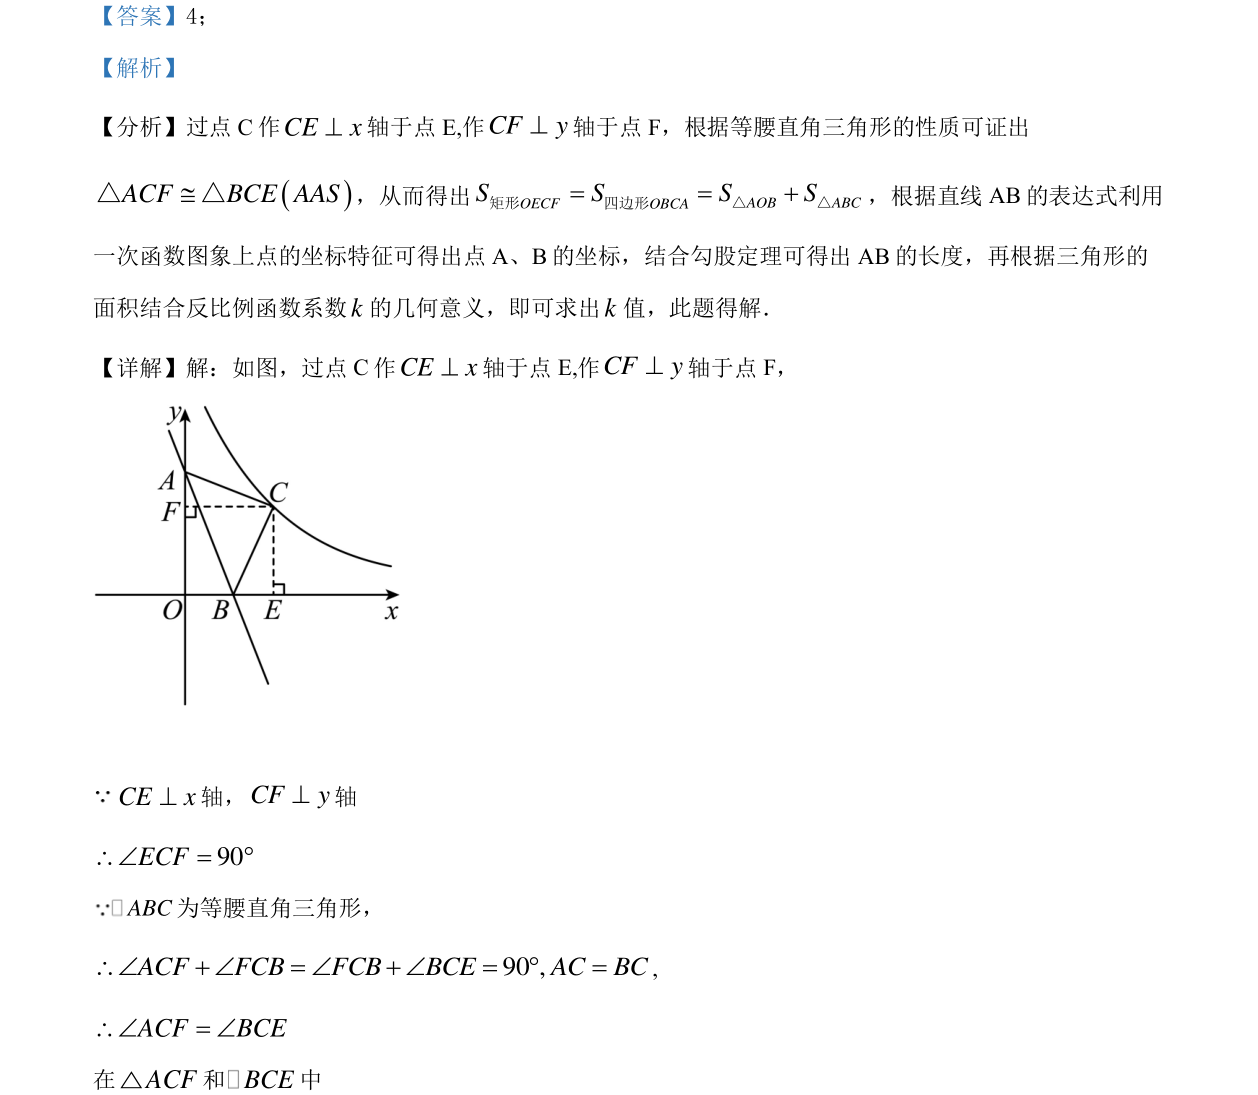 【答案】4；
【解析】
【分析】过点 C 作 CE ⊥ x 轴于点 E,作 CF ⊥ y 轴于点 F，根据等腰直角三角形的性质可证出
△ACF ≅ △BCE(AAS)，从而得出 S矩形OECF = S四边形OBCA = S△AOB + S△ABC，根据直线 AB 的表达式利用
一次函数图象上点的坐标特征可得出点 A、B 的坐标，结合勾股定理可得出 AB 的长度，再根据三角形的
面积结合反比例函数系数 k 的几何意义，即可求出 k 值，此题得解．
【详解】解：如图，过点 C 作 CE ⊥ x 轴于点 E,作 CF ⊥ y 轴于点 F，
y
A
C
F
O B E x
∵ CE ⊥ x 轴， CF ⊥ y 轴
∴∠ECF = 90°
∵□ABC 为等腰直角三角形，
∴∠ACF + ∠FCB = ∠FCB + ∠BCE = 90°, AC = BC，
∴∠ACF = ∠BCE
在 △ACF 和□BCE 中